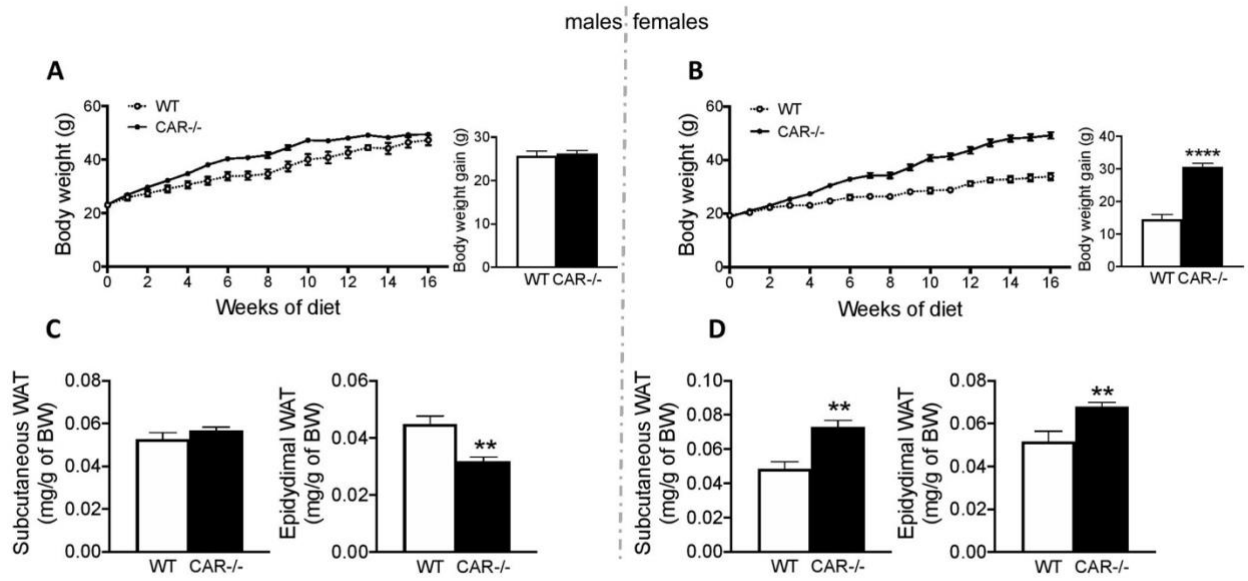 males females
A
WT
CAR-/-
Body weight (g)
60
40
20
0
0 2 4 6 8 10 12 14 16
Weeks of diet
Body weight gain (g)
30
20
10
0
WT CAR-/-
B
WT
CAR-/-
Body weight (g)
60
40
20
0
0 2 4 6 8 10 12 14 16
Weeks of diet
Body weight gain (g)
40
30
20
10
0
****
WT CAR-/-
C
Subcutaneous WAT
(mg/g of BW)
0.08
0.06
0.04
0.02
0.00
WT CAR-/-
Epidydimal WAT
(mg/g of BW)
0.06
0.04
0.02
0.00
**
WT CAR-/-
D
Subcutaneous WAT
(mg/g of BW)
0.10
0.08
0.06
0.04
0.02
0.00
**
WT CAR-/-
Epidydimal WAT
(mg/g of BW)
0.08
0.06
0.04
0.02
0.00
**
WT CAR-/-